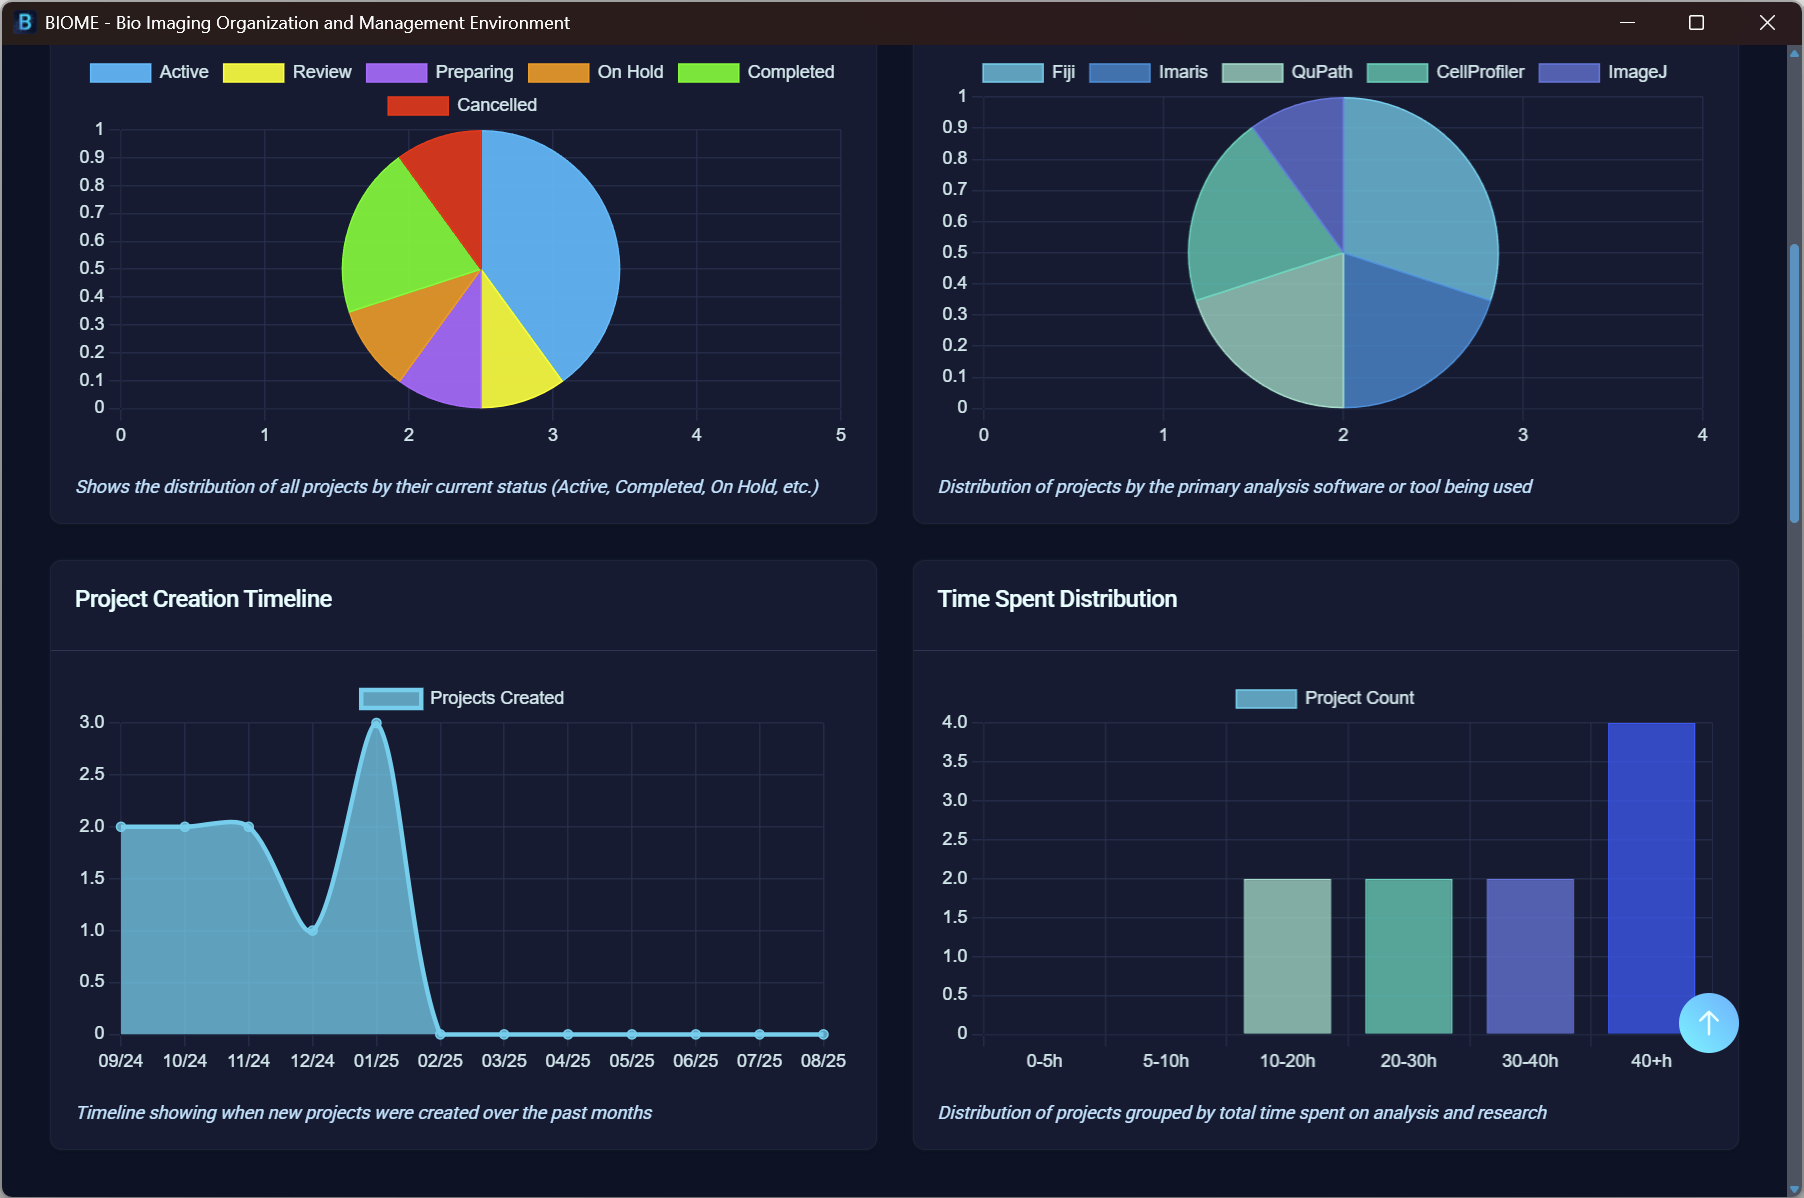 BIOME - Bio Imaging Organization and Management Environment
Active Review Preparing On Hold Completed
Cancelled
1
0.9
0.8
0.7
0.6
0.5
0.4
0.3
0.2
0.1
0
0 1 2 3 4 5
Shows the distribution of all projects by their current status (Active, Completed, On Hold, etc.)
Fiji Imaris QuPath CellProfiler ImageJ
1
0.9
0.8
0.7
0.6
0.5
0.4
0.3
0.2
0.1
0
0 1 2 3 4
Distribution of projects by the primary analysis software or tool being used
Project Creation Timeline
Projects Created
3.0
2.5
2.0
1.5
1.0
0.5
0
09/24 10/24 11/24 12/24 01/25 02/25 03/25 04/25 05/25 06/25 07/25 08/25
Timeline showing when new projects were created over the past months
Time Spent Distribution
Project Count
4.0
3.5
3.0
2.5
2.0
1.5
1.0
0.5
0
0-5h 5-10h 10-20h 20-30h 30-40h 40+h
Distribution of projects grouped by total time spent on analysis and research